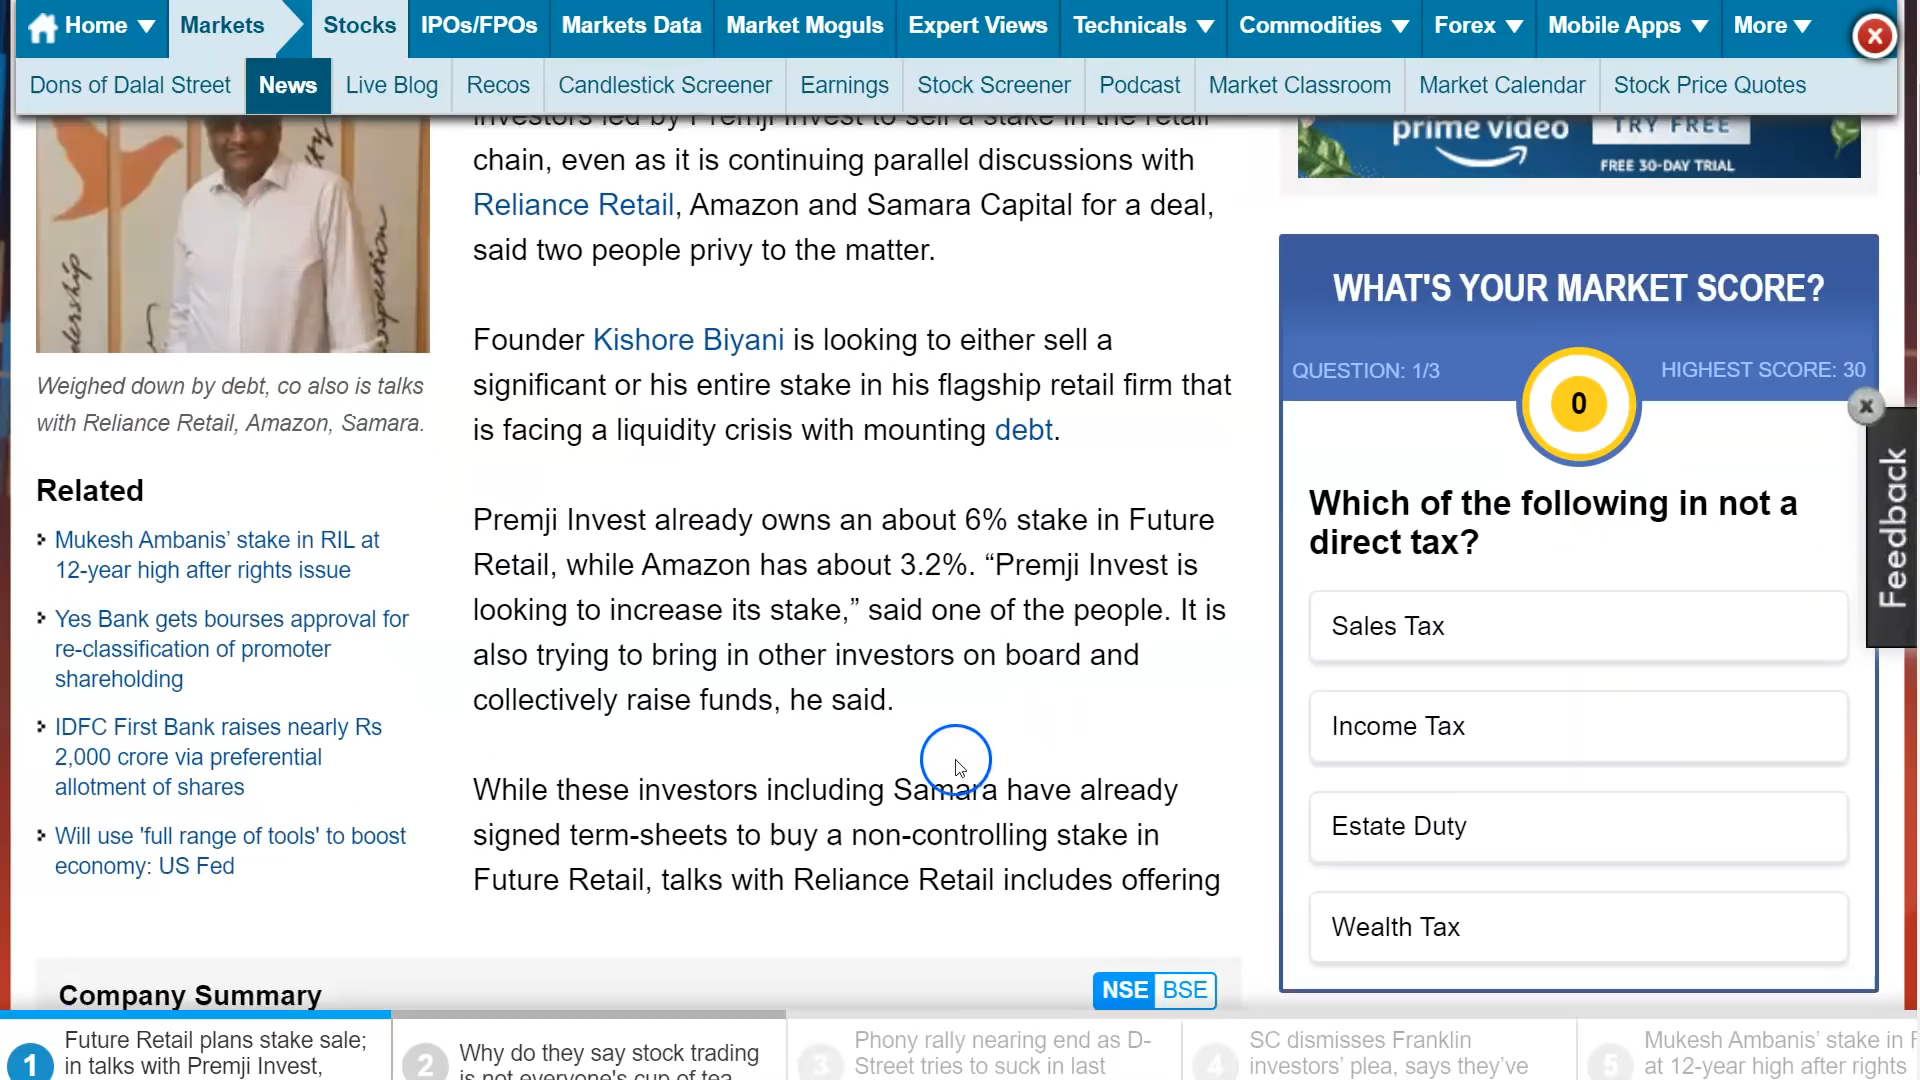 Home
Markets
Stocks
IPOs/FPOs
Markets Data
Market Moguls
Expert Views
Technicals
Commodities
Forex
Mobile Apps
More
Dons of Dalal Street
News
Live Blog
Recos
Candlestick Screener
Earnings
Stock Screener
Podcast
Market Classroom
Market Calendar
Stock Price Quotes
Weighed down by debt, co also is talks
with Reliance Retail, Amazon, Samara.
Related
Mukesh Ambanis’ stake in RIL at
12-year high after rights issue
Yes Bank gets bourses approval for
re-classification of promoter
shareholding
IDFC First Bank raises nearly Rs
2,000 crore via preferential
allotment of shares
Will use 'full range of tools' to boost
economy: US Fed
investors led by Premji Invest to sell a stake in the retail
chain, even as it is continuing parallel discussions with
Reliance Retail, Amazon and Samara Capital for a deal,
said two people privy to the matter.
Founder Kishore Biyani is looking to either sell a
significant or his entire stake in his flagship retail firm that
is facing a liquidity crisis with mounting debt.
Premji Invest already owns an about 6% stake in Future
Retail, while Amazon has about 3.2%. “Premji Invest is
looking to increase its stake,” said one of the people. It is
also trying to bring in other investors on board and
collectively raise funds, he said.
While these investors including Samara have already
signed term-sheets to buy a non-controlling stake in
Future Retail, talks with Reliance Retail includes offering
Company Summary
NSE BSE
prime video
TRY FREE
FREE 30-DAY TRIAL
WHAT'S YOUR MARKET SCORE?
QUESTION: 1/3
HIGHEST SCORE: 30
0
Which of the following in not a
direct tax?
Sales Tax
Income Tax
Estate Duty
Wealth Tax
Feedback
1
Future Retail plans stake sale;
in talks with Premji Invest,
2
Why do they say stock trading
is not everyone's cup of tea
3
Phony rally nearing end as D-
Street tries to suck in last
4
SC dismisses Franklin
investors’ plea, says they’ve
5
Mukesh Ambanis’ stake in
at 12-year high after rights